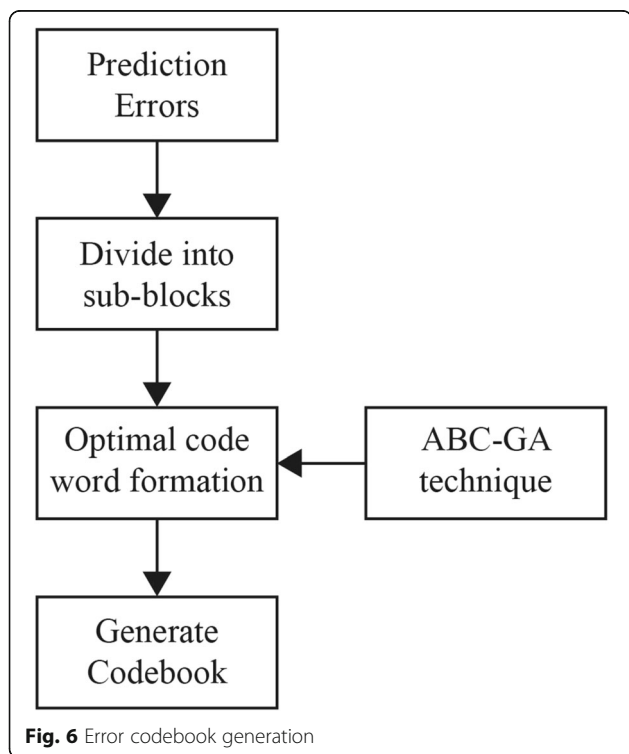 Prediction
Errors
Divide into
sub-blocks
Optimal code
word formation
ABC-GA
technique
Generate
Codebook
Fig. 6 Error codebook generation